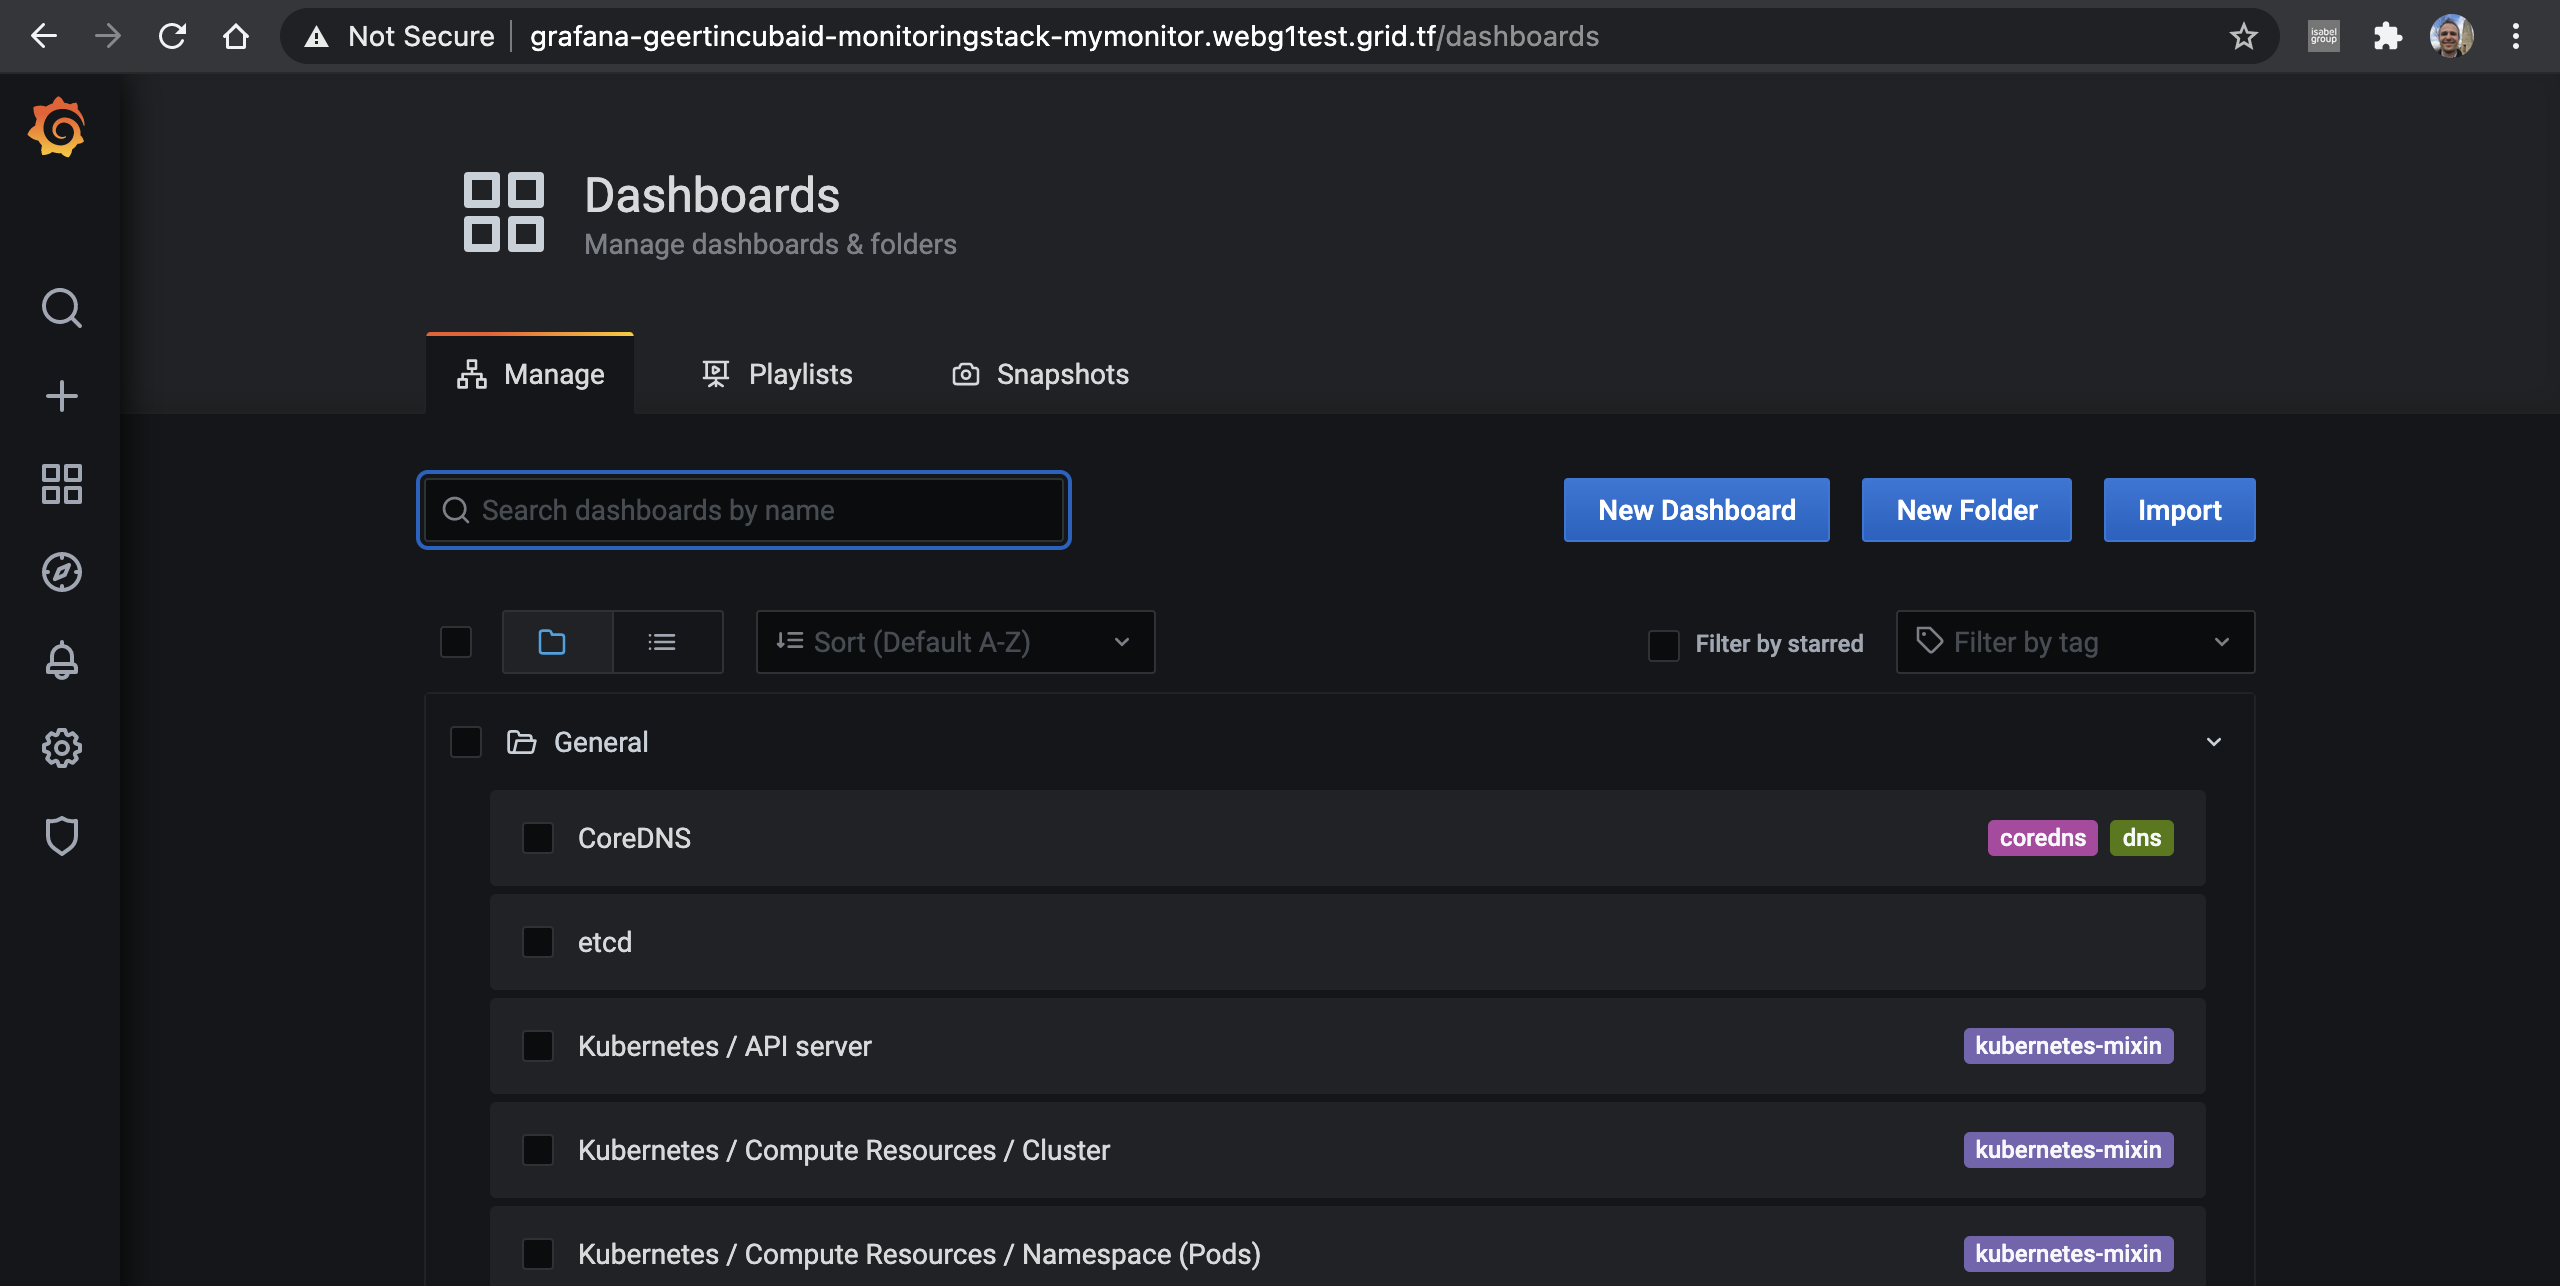 Not Secure
grafana-geertincubaid-monitoringstack-mymonitor.webg1test.grid.tf/dashboards
isabel
group
Dashboards
Manage dashboards & folders
Manage
Playlists
Snapshots
Search dashboards by name
New Dashboard
New Folder
Import
Sort (Default A-Z)
Filter by starred
Filter by tag
General
CoreDNS
coredns
dns
etcd
Kubernetes / API server
kubernetes-mixin
Kubernetes / Compute Resources / Cluster
kubernetes-mixin
Kubernetes / Compute Resources / Namespace (Pods)
kubernetes-mixin